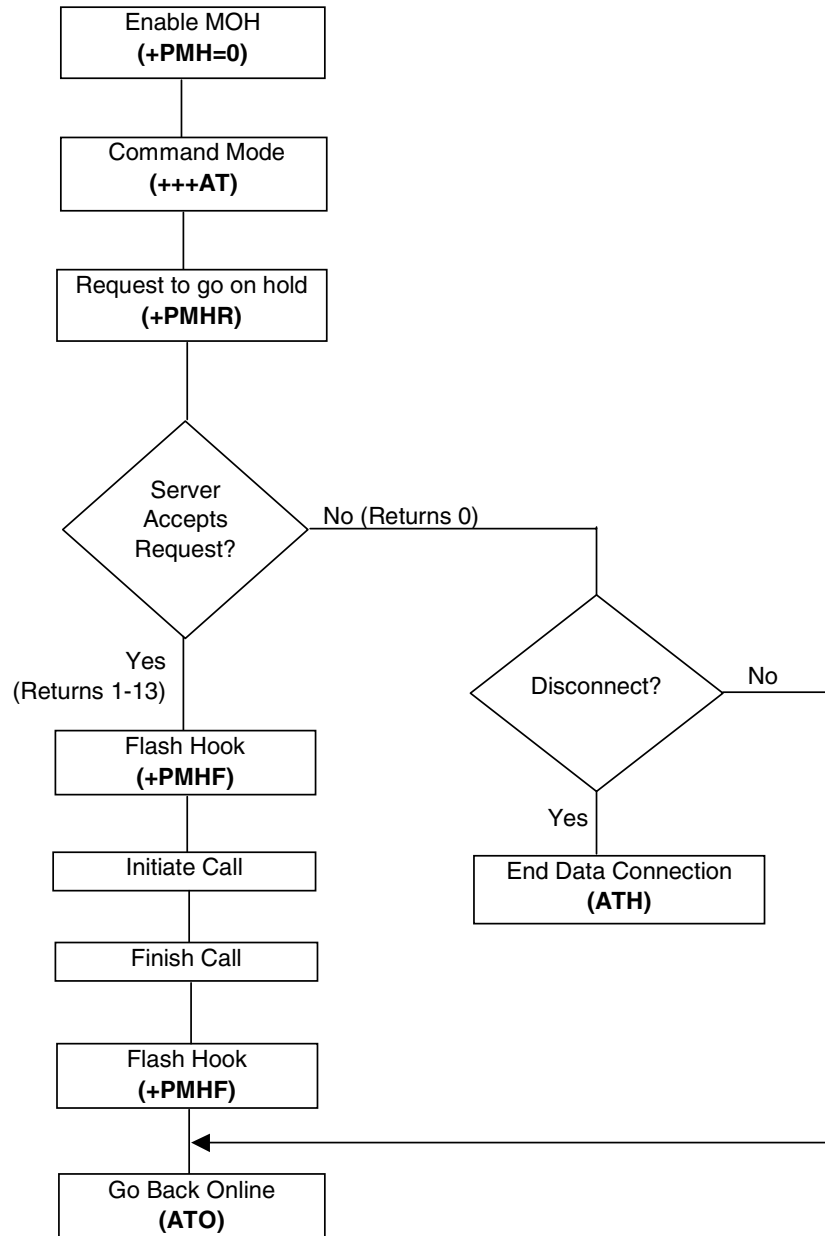 Enable MOH
(+PMH=0)
Command Mode
(+++AT)
Request to go on hold
(+PMHR)
Server
Accepts
Request?
No (Returns 0)
Yes
(Returns 1-13)
Disconnect?
No
Yes
Flash Hook
(+PMHF)
Initiate Call
End Data Connection
(ATH)
Finish Call
Flash Hook
(+PMHF)
Go Back Online
(ATO)